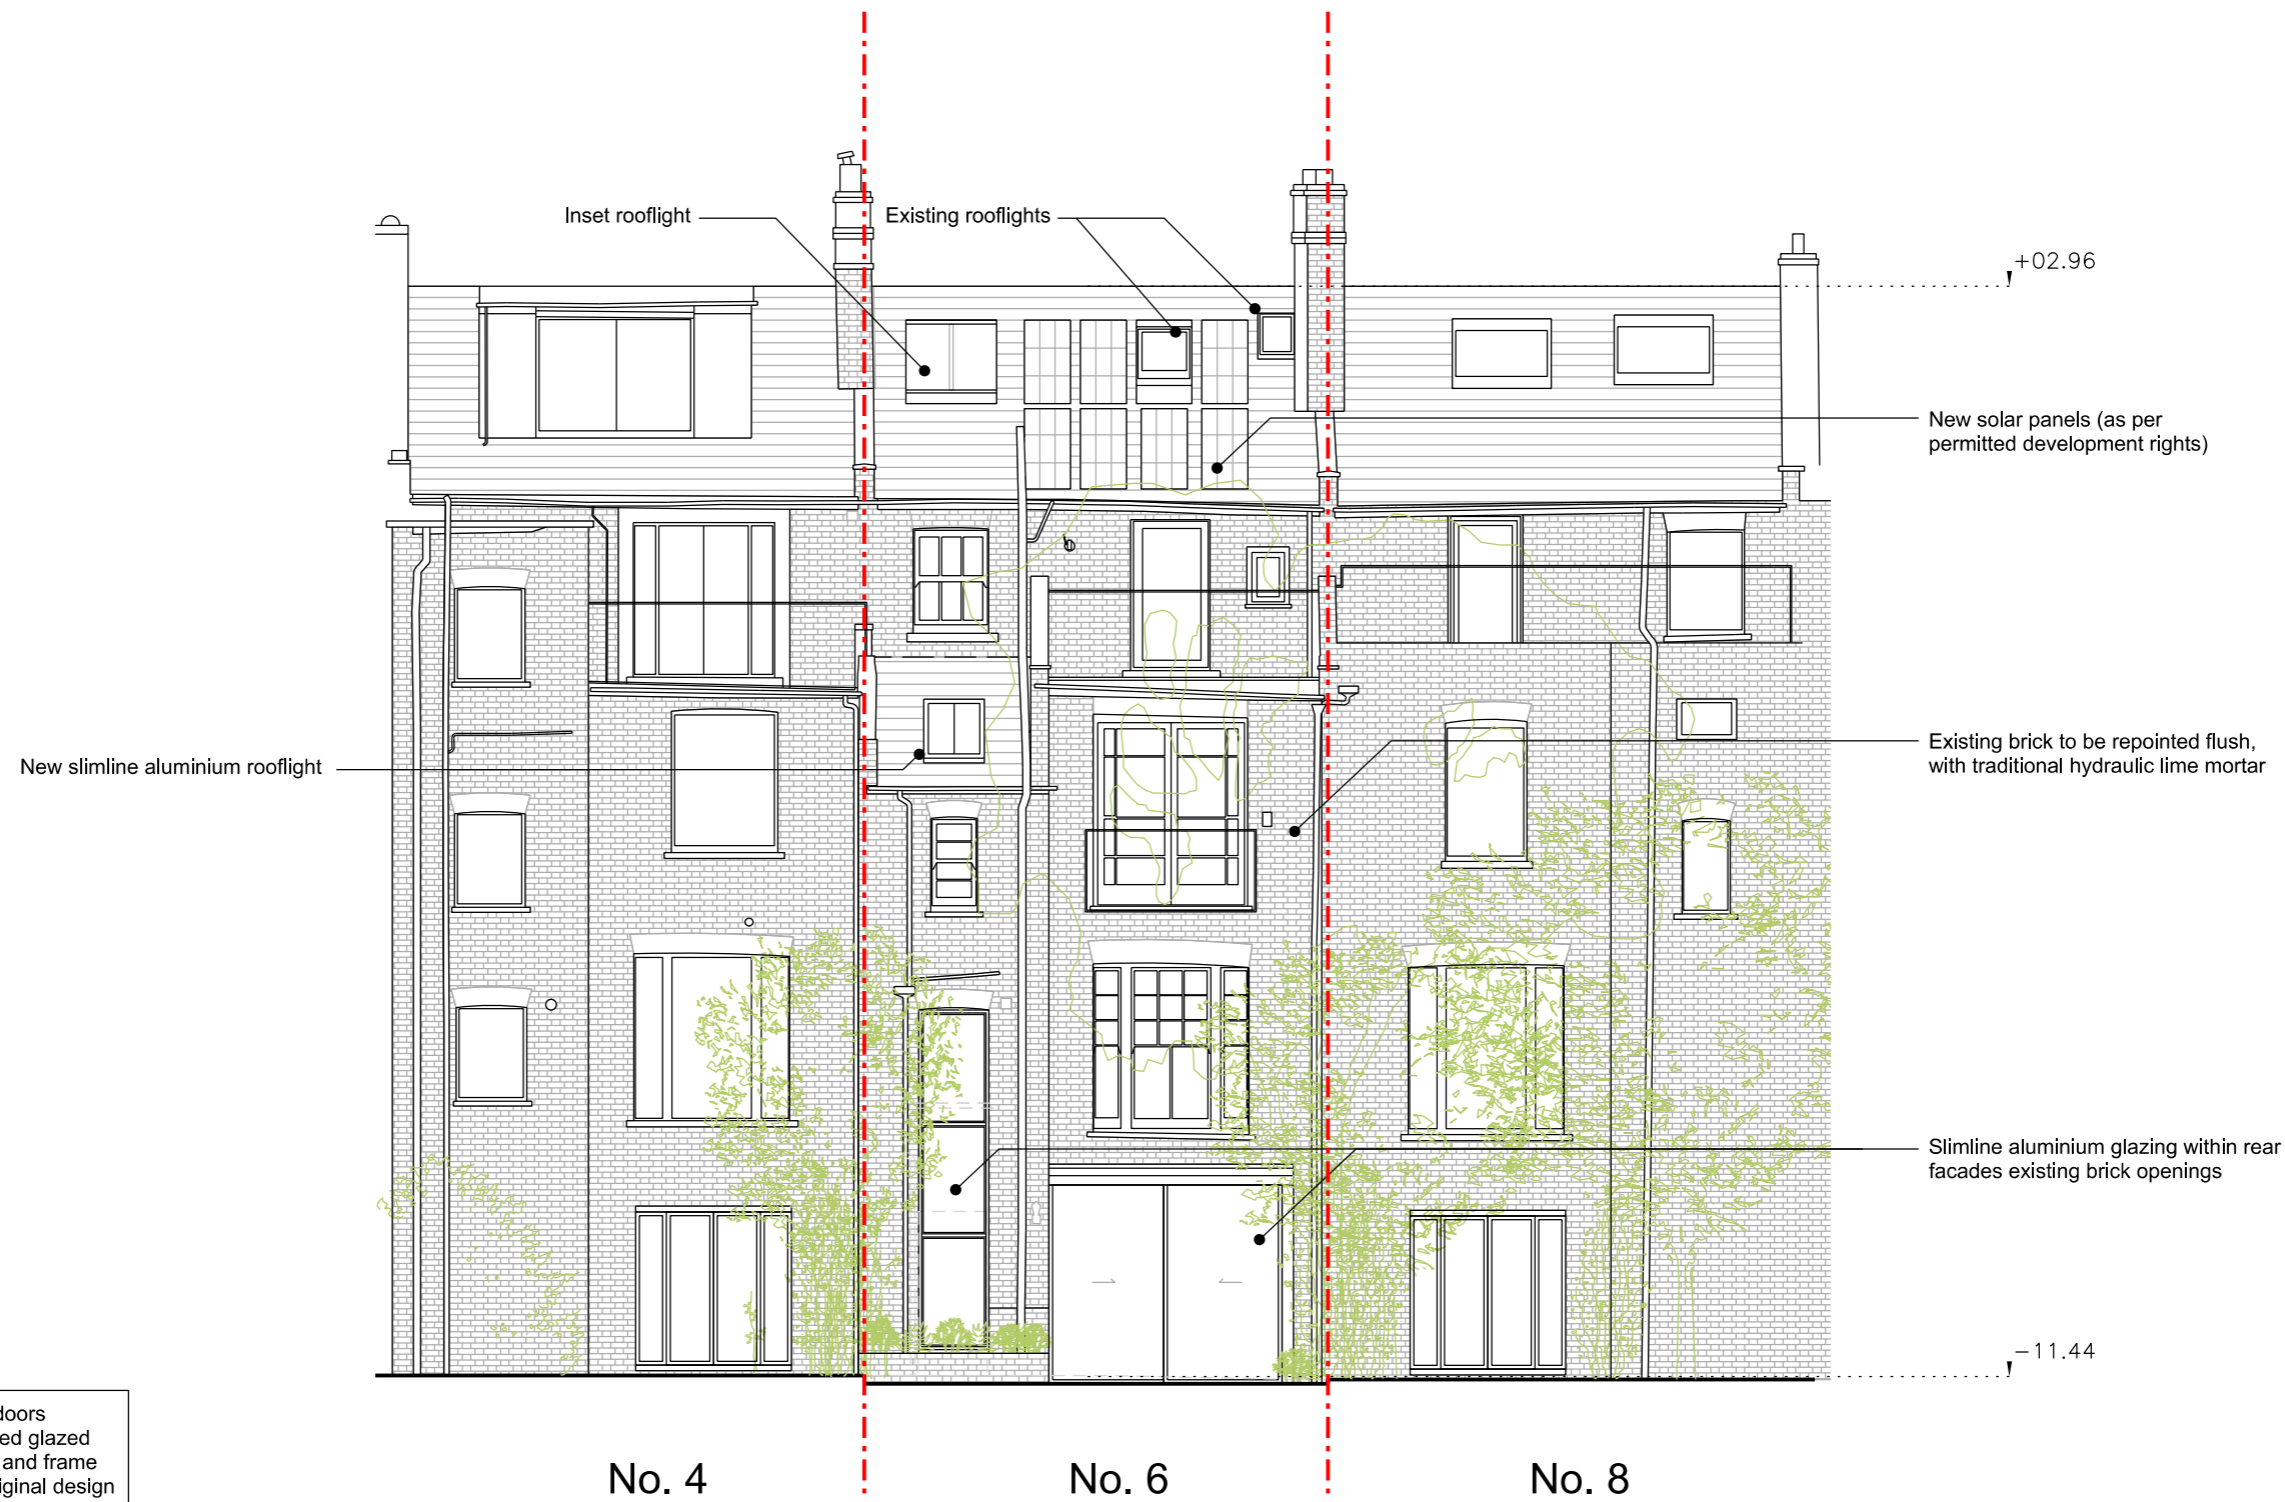 Inset rooflight
Existing rooflights
+02.96
New solar panels (as per
permitted development rights)
New slimline aluminium rooflight
Existing brick to be repointed flush,
with traditional hydraulic lime mortar
Slimline aluminium glazing within rear
facades existing brick openings
-11.44
doors
ed glazed
and frame
iginal design
No. 4
No. 6
No. 8